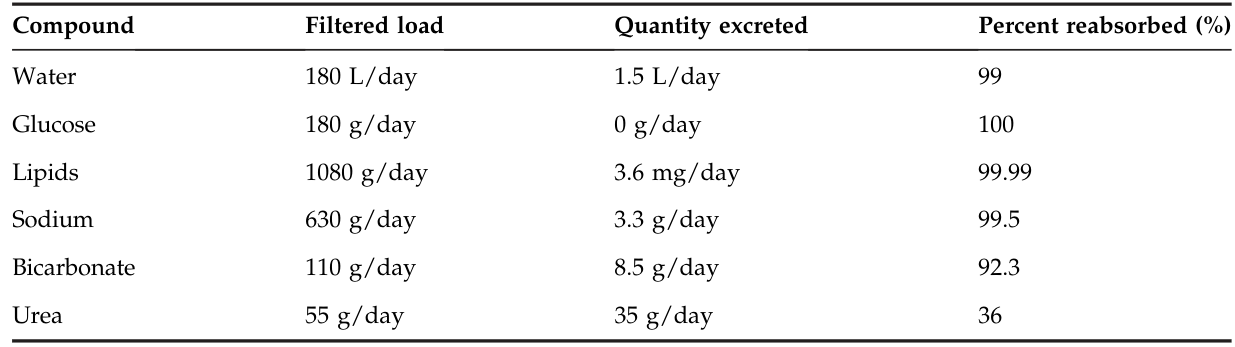 Compound Filtered load Quantity excreted Percent reabsorbed (%)
Water 180 L/day 1.5 L/day 99
Glucose 180 g/day 0 g/day 100
Lipids 1080 g/day 3.6 mg/day 99.99
Sodium 630 g/day 3.3 g/day 99.5
Bicarbonate 110 g/day 8.5 g/day 92.3
Urea 55 g/day 35 g/day 36